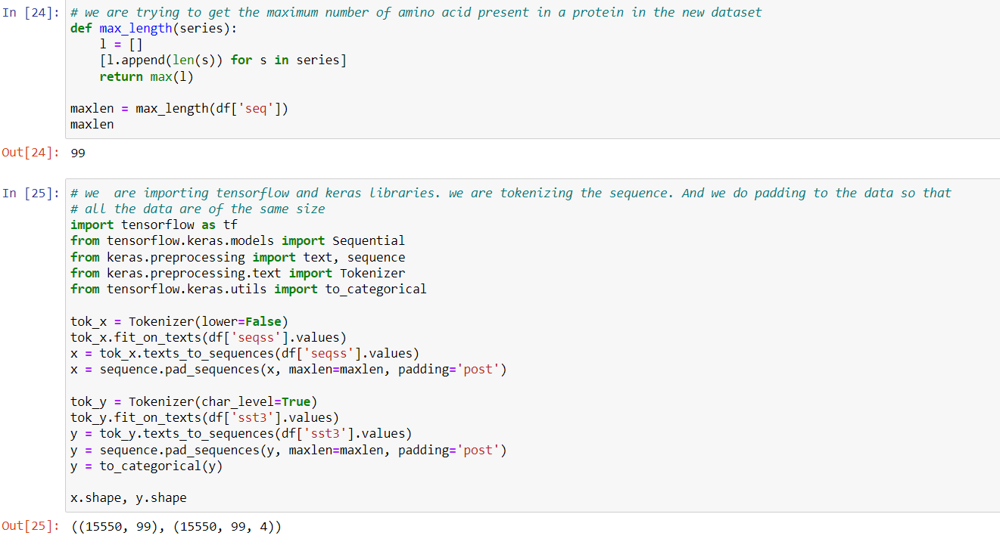 In [24]: # we are trying to get the maximum number of amino acid present in a protein in the new dataset
def max_length(series):
    l = []
    [l.append(len(s)) for s in series]
    return max(l)

maxlen = max_length(df['seq'])
maxlen
Out[24]: 99
In [25]: # we  are importing tensorflow and keras libraries. we are tokenizing the sequence. And we do padding to the data so that
# all the data are of the same size
import tensorflow as tf
from tensorflow.keras.models import Sequential
from keras.preprocessing import text, sequence
from keras.preprocessing.text import Tokenizer
from tensorflow.keras.utils import to_categorical

tok_x = Tokenizer(lower=False)
tok_x.fit_on_texts(df['seqss'].values)
x = tok_x.texts_to_sequences(df['seqss'].values)
x = sequence.pad_sequences(x, maxlen=maxlen, padding='post')

tok_y = Tokenizer(char_level=True)
tok_y.fit_on_texts(df['sst3'].values)
y = tok_y.texts_to_sequences(df['sst3'].values)
y = sequence.pad_sequences(y, maxlen=maxlen, padding='post')
y = to_categorical(y)

x.shape, y.shape
Out[25]: ((15550, 99), (15550, 99, 4))